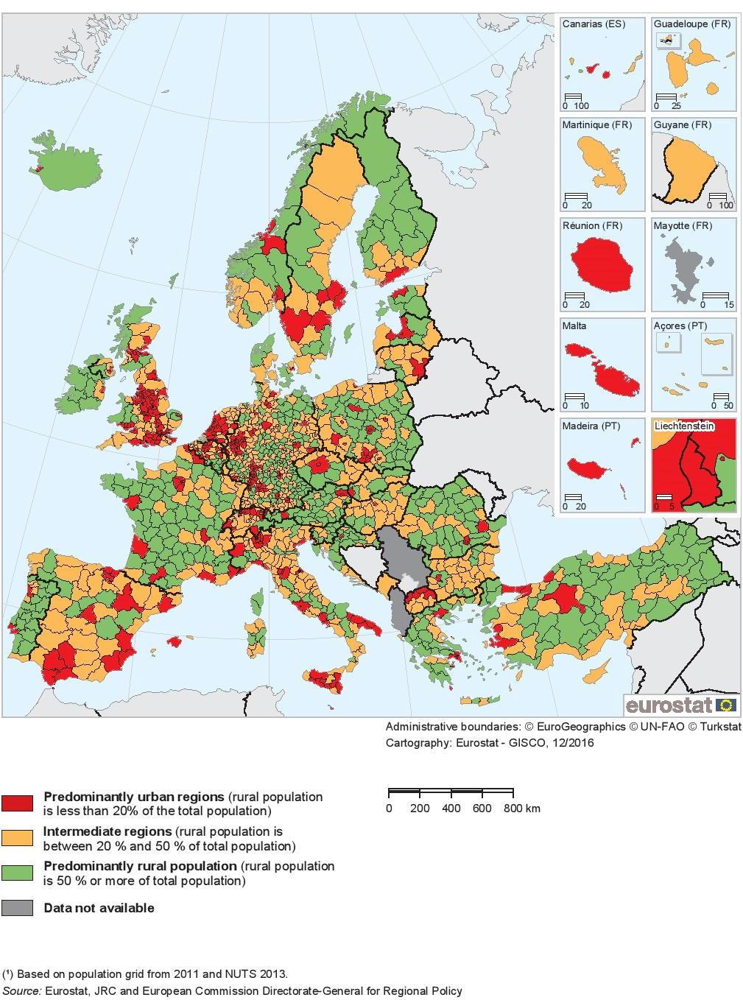 Canarias (ES)
0 100
Guadeloupe (FR)
0 25
Martinique (FR)
0 20
Guyane (FR)
0 100
Réunion (FR)
0 20
Mayotte (FR)
0 15
Malta
0 10
Açores (PT)
0 50
Madeira (PT)
0 20
Liechtenstein
0 5
eurostat
Administrative boundaries: © EuroGeographics © UN-FAO © Turkstat
Cartography: Eurostat - GISCO, 12/2016
Predominantly urban regions (rural population
is less than 20% of the total population)
Intermediate regions (rural population is
between 20 % and 50 % of total population)
Predominantly rural population (rural population
is 50 % or more of total population)
Data not available
0 200 400 600 800 km
(¹) Based on population grid from 2011 and NUTS 2013.
Source: Eurostat, JRC and European Commission Directorate-General for Regional Policy